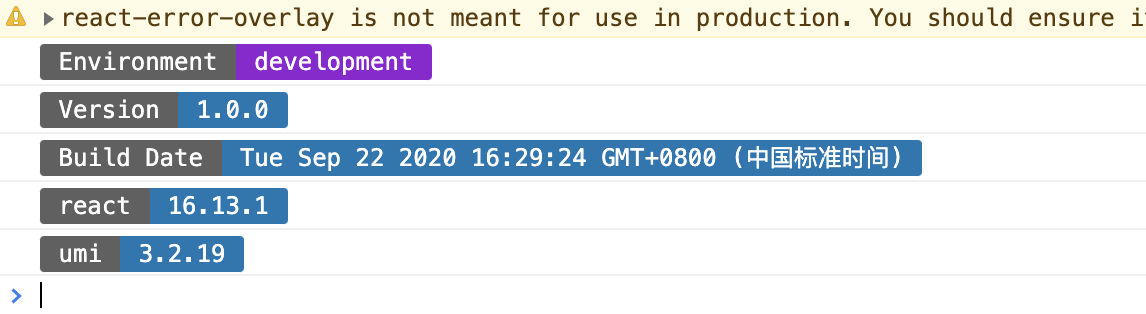 react-error-overlay is not meant for use in production. You should ensure i
Environment development
Version 1.0.0
Build Date Tue Sep 22 2020 16:29:24 GMT+0800 (中国标准时间)
react 16.13.1
umi 3.2.19